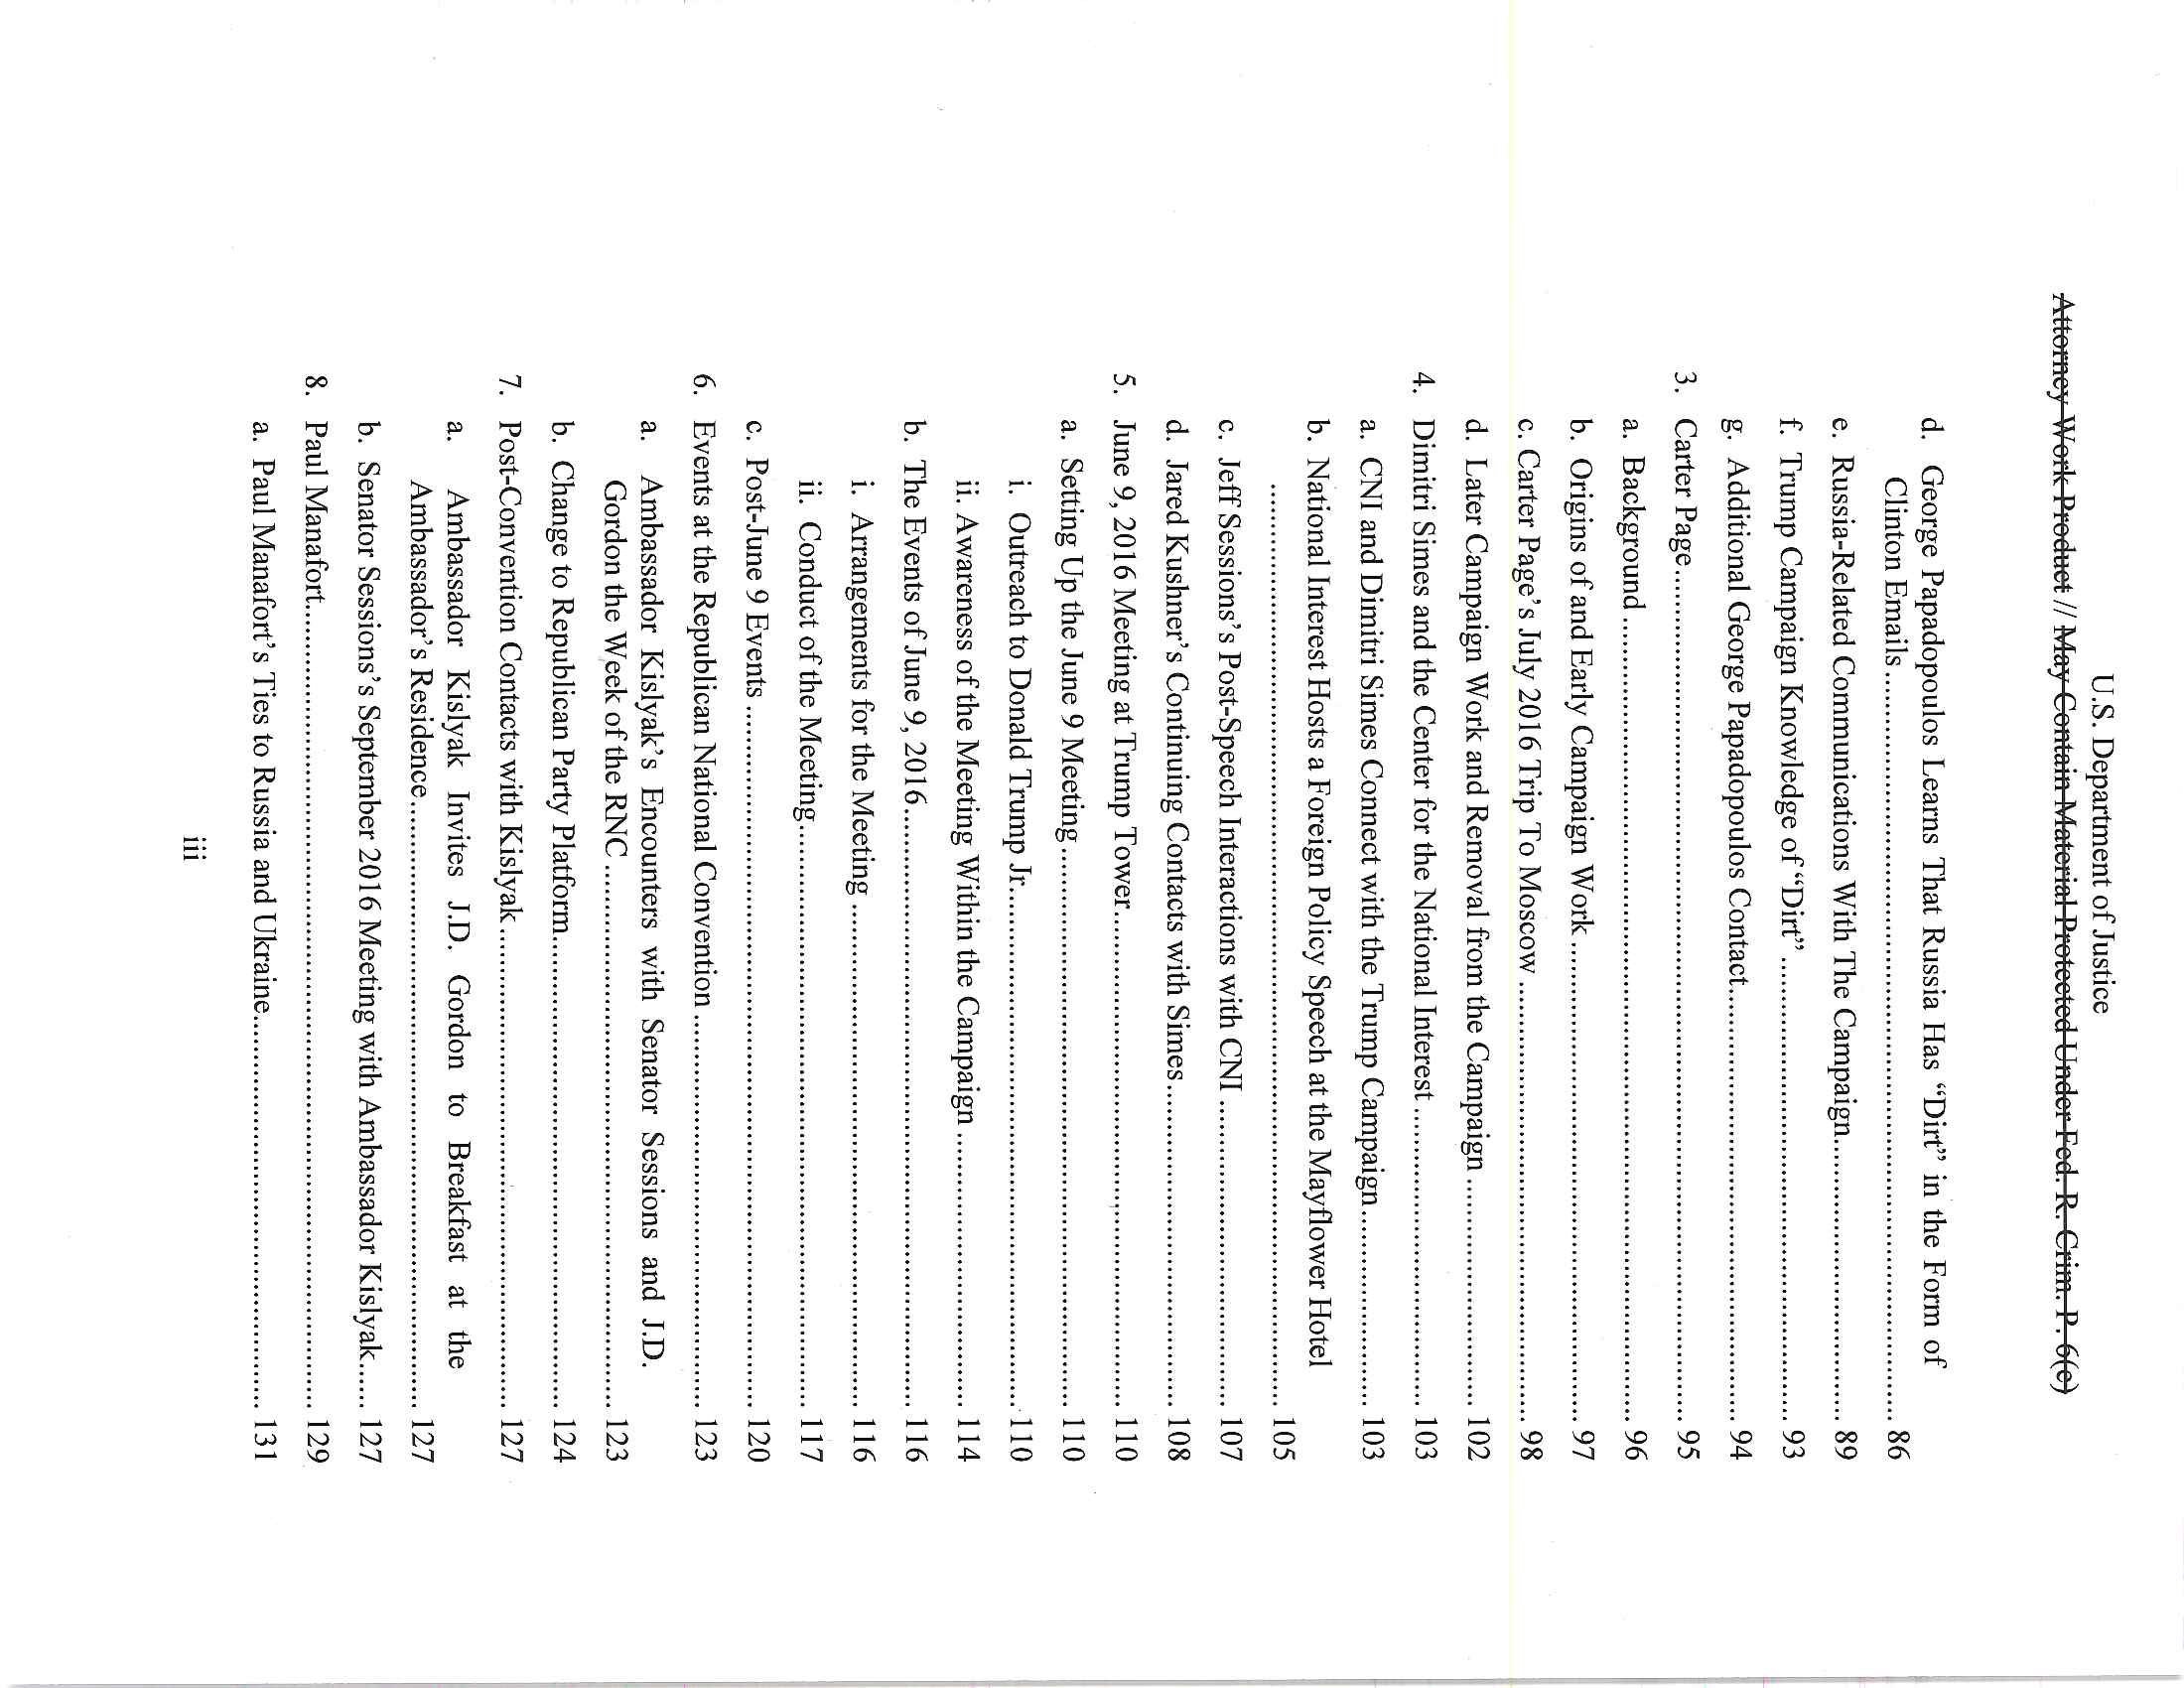 U.S. Department of Justice
Attorney Work Product // May Contain Material Protected Under Fed. R. Crim. P. 6(e)
d. George Papadopoulos Learns That Russia Has “Dirt” in the Form of
Clinton Emails ........ 86
e. Russia-Related Communications With The Campaign........ 89
f. Trump Campaign Knowledge of “Dirt” ........ 93
g. Additional George Papadopoulos Contact........ 94
3. Carter Page........ 95
a. Background ........ 96
b. Origins of and Early Campaign Work ........ 97
c. Carter Page’s July 2016 Trip To Moscow ........ 98
d. Later Campaign Work and Removal from the Campaign ........ 102
4. Dimitri Simes and the Center for the National Interest ........ 103
a. CNI and Dimitri Simes Connect with the Trump Campaign........ 103
b. National Interest Hosts a Foreign Policy Speech at the Mayflower Hotel
........ 105
c. Jeff Sessions’s Post-Speech Interactions with CNI ........ 107
d. Jared Kushner’s Continuing Contacts with Simes........ 108
5. June 9, 2016 Meeting at Trump Tower........ 110
a. Setting Up the June 9 Meeting ........ 110
i. Outreach to Donald Trump Jr........ 110
ii. Awareness of the Meeting Within the Campaign ........ 114
b. The Events of June 9, 2016........ 116
i. Arrangements for the Meeting ........ 116
ii. Conduct of the Meeting........ 117
c. Post-June 9 Events ........ 120
6. Events at the Republican National Convention ........ 123
a. Ambassador Kislyak’s Encounters with Senator Sessions and J.D.
Gordon the Week of the RNC ........ 123
b. Change to Republican Party Platform........ 124
7. Post-Convention Contacts with Kislyak ........ 127
a. Ambassador Kislyak Invites J.D. Gordon to Breakfast at the
Ambassador’s Residence........ 127
b. Senator Sessions’s September 2016 Meeting with Ambassador Kislyak...... 127
8. Paul Manafort........ 129
a. Paul Manafort’s Ties to Russia and Ukraine........ 131
iii